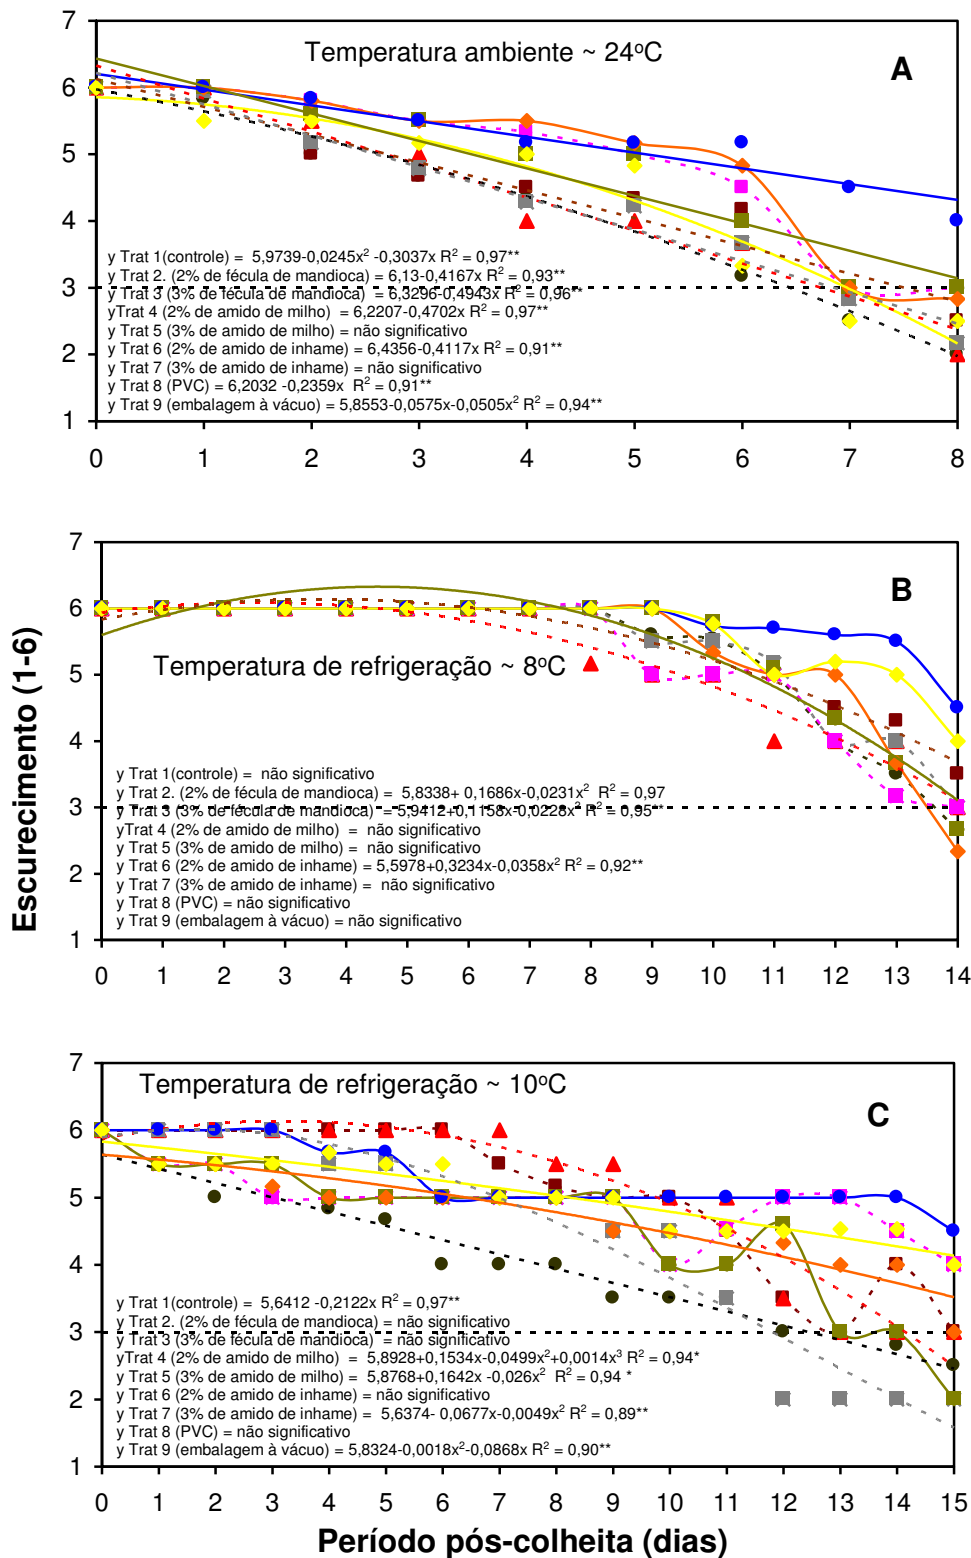 Escurecimento (1-6)
7
6
5
4
3
2
1
Temperatura ambiente ~ 24ºC
A
y Trat 1(controle) = 5,9739-0,0245x² -0,3037x R² = 0,97**
y Trat 2. (2% de fécula de mandioca) = 6,13-0,4167x R² = 0,93**
y Trat 3 (3% de fécula de mandioca) = 6,3296-0,4943x R² = 0,96**
yTrat 4 (2% de amido de milho) = 6,2207-0,4702x R² = 0,97**
y Trat 5 (3% de amido de milho) = não significativo
y Trat 6 (2% de amido de inhame) = 6,4356-0,4117x R² = 0,91**
y Trat 7 (3% de amido de inhame) = não significativo
y Trat 8 (PVC) = 6,2032 -0,2359x R² = 0,91**
y Trat 9 (embalagem à vácuo) = 5,8553-0,0575x-0,0505x² R² = 0,94**
0 1 2 3 4 5 6 7 8
7
6
5
4
3
2
1
B
Temperatura de refrigeração ~ 8ºC
y Trat 1(controle) = não significativo
y Trat 2. (2% de fécula de mandioca) = 5,8338+ 0,1686x-0,0231x² R² = 0,97
y Trat 3 (3% de fécula de mandioca) = 5,9412+0,1158x-0,0228x² R² = 0,95**
yTrat 4 (2% de amido de milho) = não significativo
y Trat 5 (3% de amido de milho) = não significativo
y Trat 6 (2% de amido de inhame) = 5,5978+0,3234x-0,0358x² R² = 0,92**
y Trat 7 (3% de amido de inhame) = não significativo
y Trat 8 (PVC) = não significativo
y Trat 9 (embalagem à vácuo) = não significativo
0 1 2 3 4 5 6 7 8 9 10 11 12 13 14
7
6
5
4
3
2
1
Temperatura de refrigeração ~ 10ºC
C
y Trat 1(controle) = 5,6412 -0,2122x R² = 0,97**
y Trat 2. (2% de fécula de mandioca) = não significativo
y Trat 3 (3% de fécula de mandioca) = não significativo
yTrat 4 (2% de amido de milho) = 5,8928+0,1534x-0,0499x²+0,0014x³ R² = 0,94*
y Trat 5 (3% de amido de milho) = 5,8768+0,1642x -0,026x² R² = 0,94 *
y Trat 6 (2% de amido de inhame) = não significativo
y Trat 7 (3% de amido de inhame) = 5,6374- 0,0677x-0,0049x² R² = 0,89**
y Trat 8 (PVC) = não significativo
y Trat 9 (embalagem à vácuo) = 5,8324-0,0018x²-0,0868x R² = 0,90**
0 1 2 3 4 5 6 7 8 9 10 11 12 13 14 15
Período pós-colheita (dias)